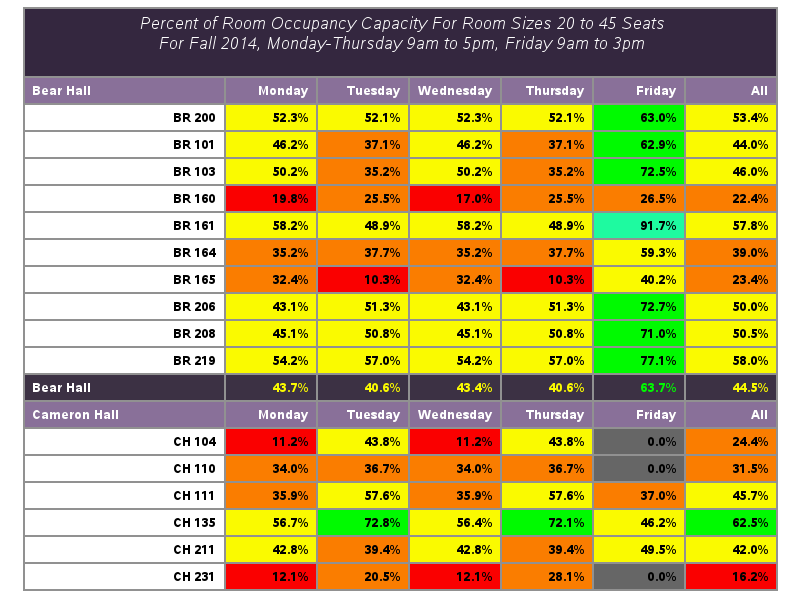 Percent of Room Occupancy Capacity For Room Sizes 20 to 45 Seats
For Fall 2014, Monday-Thursday 9am to 5pm, Friday 9am to 3pm
Bear Hall Monday Tuesday Wednesday Thursday Friday All
BR 200 52.3% 52.1% 52.3% 52.1% 63.0% 53.4%
BR 101 46.2% 37.1% 46.2% 37.1% 62.9% 44.0%
BR 103 50.2% 35.2% 50.2% 35.2% 72.5% 46.0%
BR 160 19.8% 25.5% 17.0% 25.5% 26.5% 22.4%
BR 161 58.2% 48.9% 58.2% 48.9% 91.7% 57.8%
BR 164 35.2% 37.7% 35.2% 37.7% 59.3% 39.0%
BR 165 32.4% 10.3% 32.4% 10.3% 40.2% 23.4%
BR 206 43.1% 51.3% 43.1% 51.3% 72.7% 50.0%
BR 208 45.1% 50.8% 45.1% 50.8% 71.0% 50.5%
BR 219 54.2% 57.0% 54.2% 57.0% 77.1% 58.0%
Bear Hall 43.7% 40.6% 43.4% 40.6% 63.7% 44.5%
Cameron Hall Monday Tuesday Wednesday Thursday Friday All
CH 104 11.2% 43.8% 11.2% 43.8% 0.0% 24.4%
CH 110 34.0% 36.7% 34.0% 36.7% 0.0% 31.5%
CH 111 35.9% 57.6% 35.9% 57.6% 37.0% 45.7%
CH 135 56.7% 72.8% 56.4% 72.1% 46.2% 62.5%
CH 211 42.8% 39.4% 42.8% 39.4% 49.5% 42.0%
CH 231 12.1% 20.5% 12.1% 28.1% 0.0% 16.2%